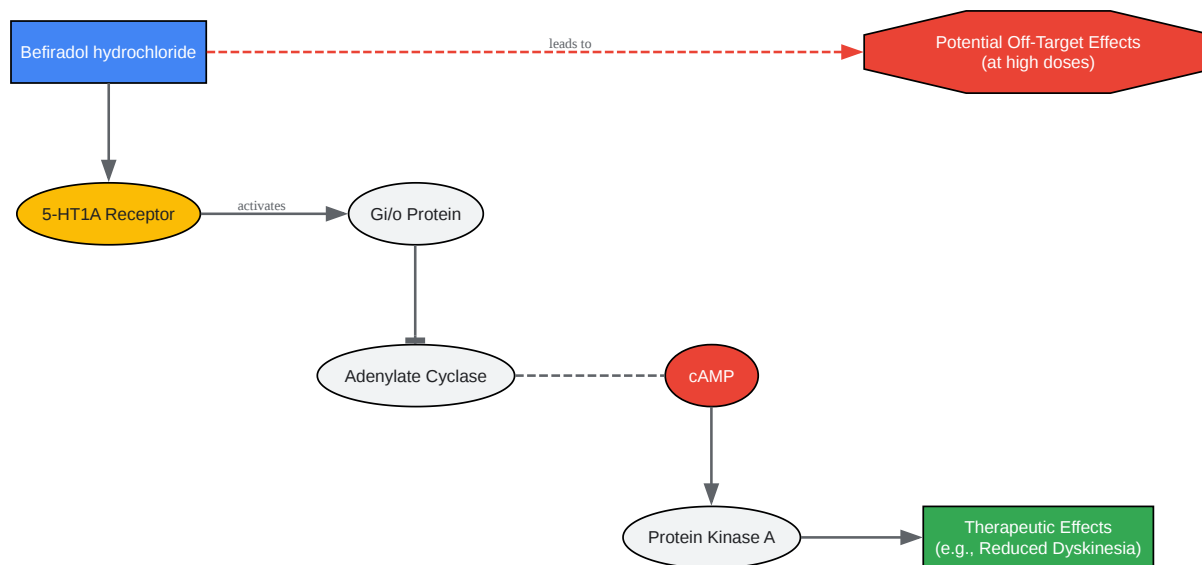 Befiradol hydrochloride
leads to
Potential Off-Target Effects
(at high doses)
5-HT1A Receptor
activates
Gi/o Protein
Adenylate Cyclase
cAMP
Protein Kinase A
Therapeutic Effects
(e.g., Reduced Dyskinesia)